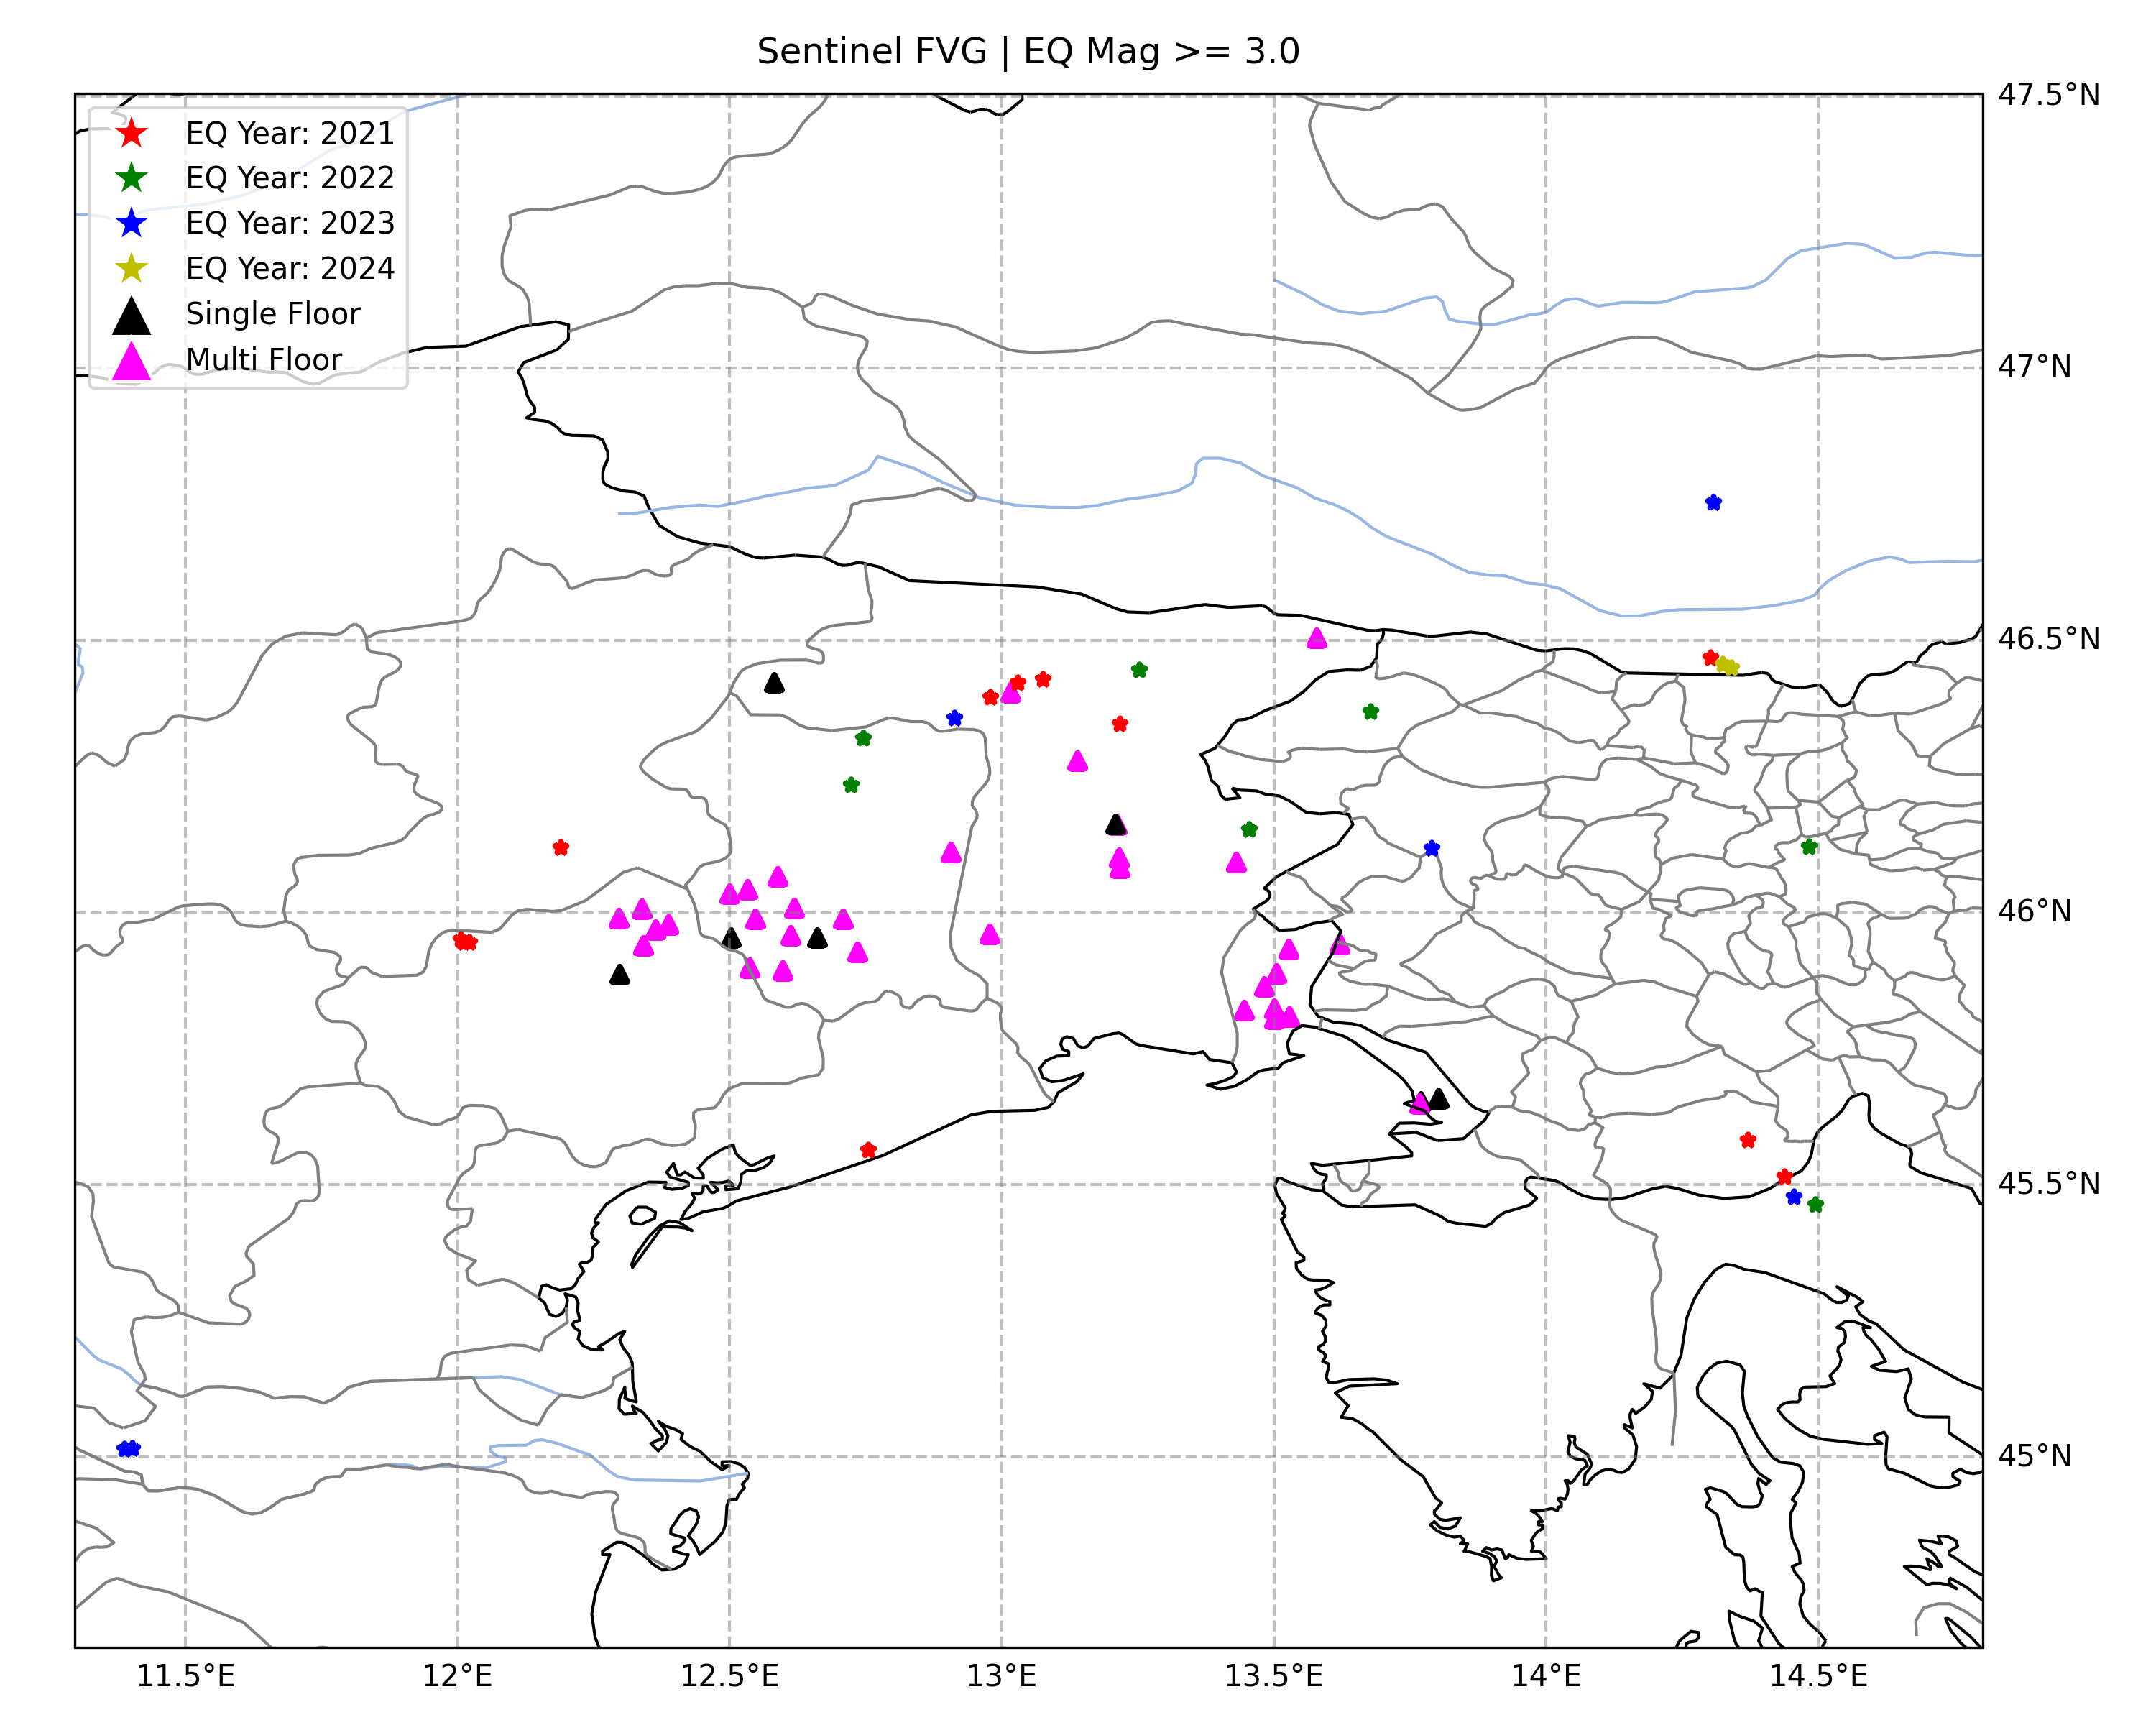 Sentinel FVG | EQ Mag >= 3.0
EQ Year: 2021
EQ Year: 2022
EQ Year: 2023
EQ Year: 2024
Single Floor
Multi Floor
47.5°N
47°N
46.5°N
46°N
45.5°N
45°N
11.5°E
12°E
12.5°E
13°E
13.5°E
14°E
14.5°E